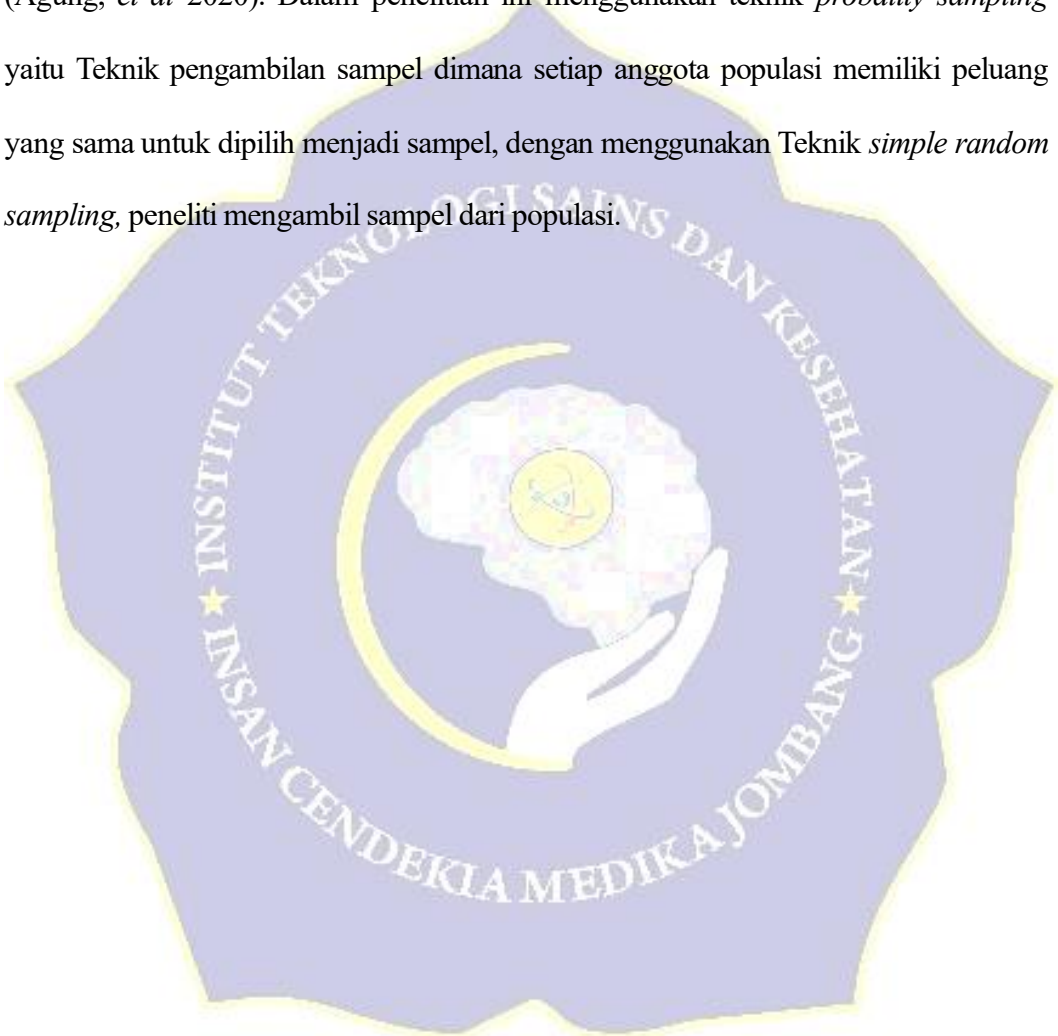 (Agung, et al 2020). Dalam penelitian ini menggunakan teknik probality sampling
yaitu Teknik pengambilan sampel dimana setiap anggota populasi memiliki peluang
yang sama untuk dipilih menjadi sampel, dengan menggunakan Teknik simple random
sampling, peneliti mengambil sampel dari populasi.
INSTITUT TEKNOLOGI SAINS DAN KESEHATAN
INSAN CENDEKIA MEDIKA JOMBANG